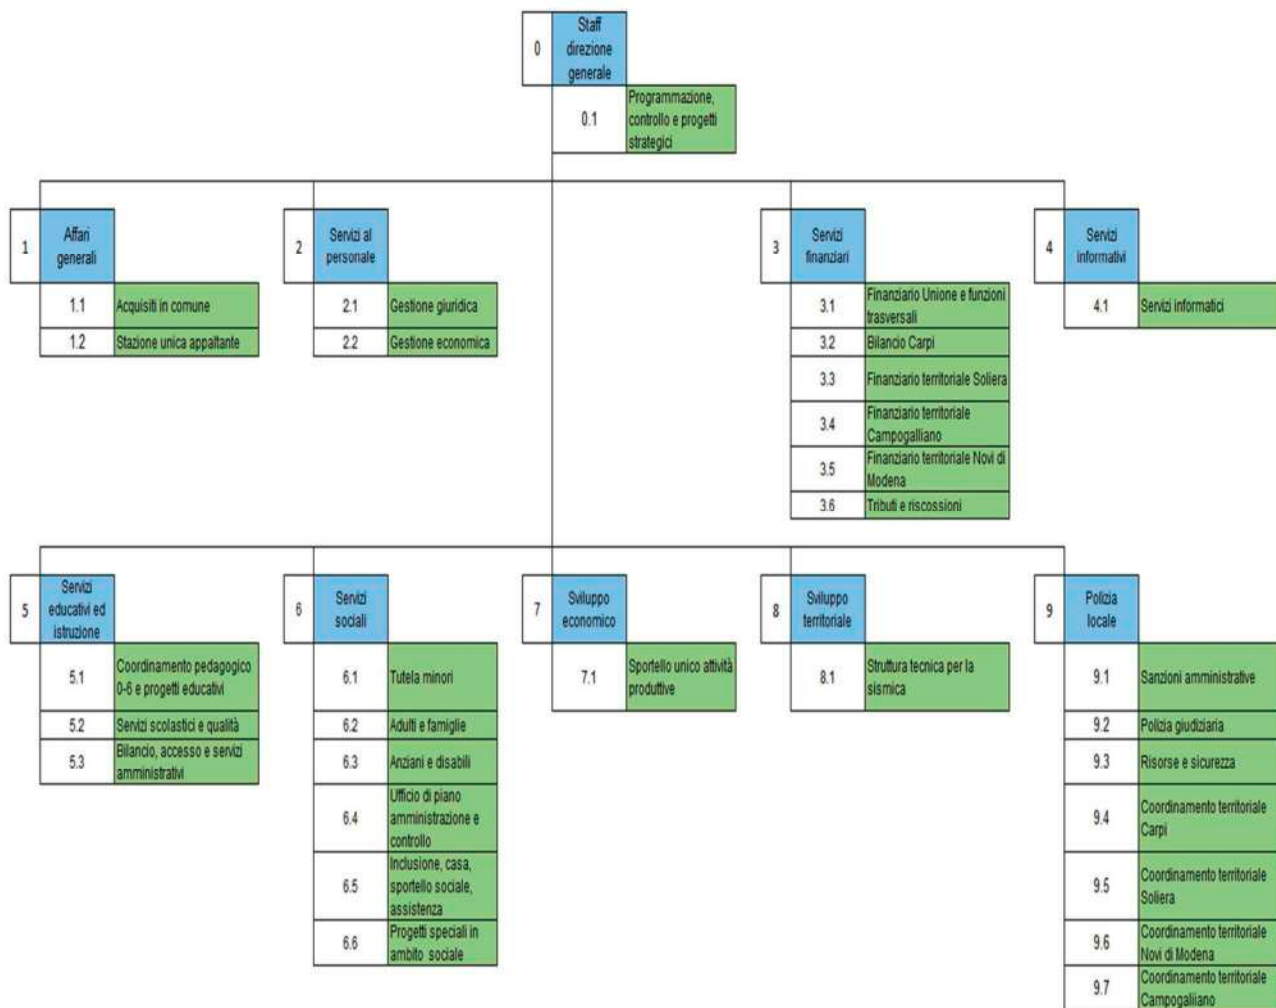 0
Staff
direzione
generale
0.1
Programmazione,
controllo e progetti
strategici
1
Affari
generali
1.1
Acquisiti in comune
1.2
Stazione unica appaltante
2
Servizi al
personale
2.1
Gestione giuridica
2.2
Gestione economica
3
Servizi
finanziari
3.1
Finanziario Unione e funzioni
trasversali
3.2
Bilancio Carpi
3.3
Finanziario territoriale Soliera
3.4
Finanziario territoriale
Campogalliano
3.5
Finanziario territoriale Novi di
Modena
3.6
Tributi e riscossioni
4
Servizi
informativi
4.1
Servizi informatici
5
Servizi
educativi ed
istruzione
5.1
Coordinamento pedagogico
0-6 e progetti educativi
5.2
Servizi scolastici e qualità
5.3
Bilancio, accesso e servizi
amministrativi
6
Servizi
sociali
6.1
Tutela minori
6.2
Adulti e famiglie
6.3
Anziani e disabili
6.4
Ufficio di piano
amministrazione e
controllo
6.5
Inclusione, casa,
sportello sociale,
assistenza
6.6
Progetti speciali in
ambito sociale
7
Sviluppo
economico
7.1
Sportello unico attività
produttive
8
Sviluppo
territoriale
8.1
Struttura tecnica per la
sismica
9
Polizia
locale
9.1
Sanzioni amministrative
9.2
Polizia giudiziaria
9.3
Risorse e sicurezza
9.4
Coordinamento territoriale
Carpi
9.5
Coordinamento territoriale
Soliera
9.6
Coordinamento territoriale
Novi di Modena
9.7
Coordinamento territoriale
Campogaliiano